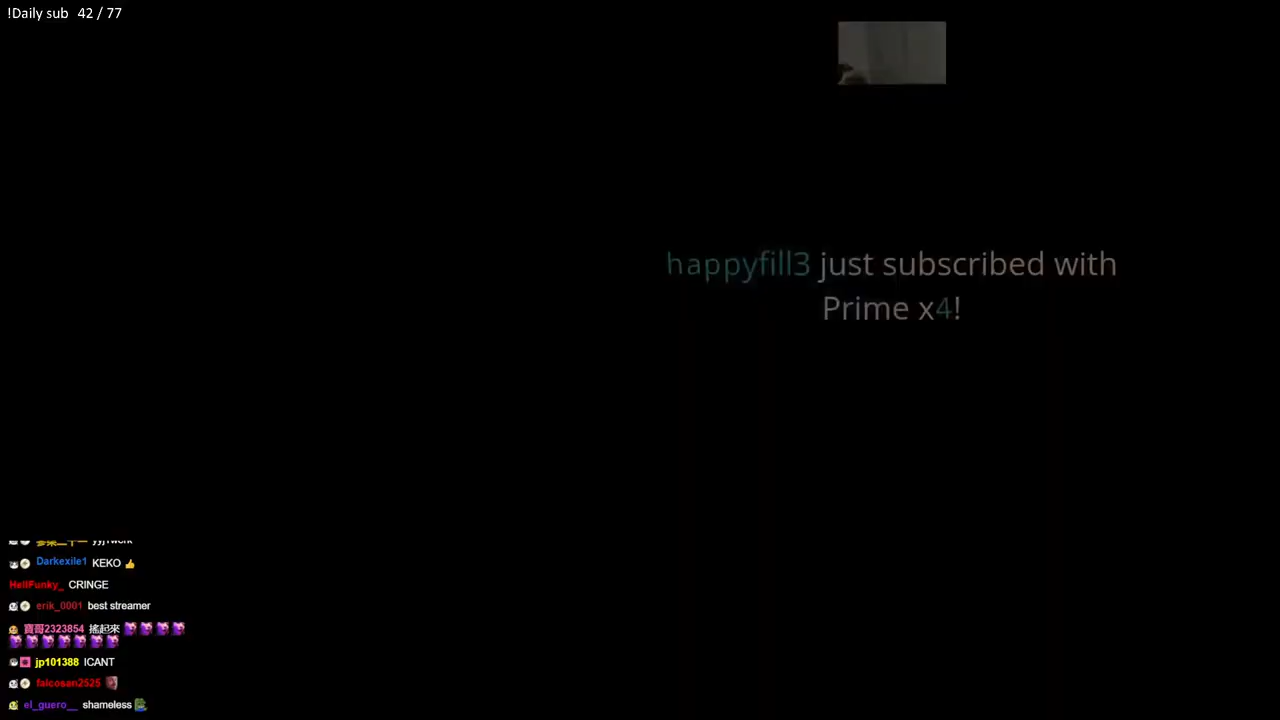 !Daily sub 42 / 77
happyfill3 just subscribed with
Prime x4!
Darkexile1 KEKO
HellFunky_ CRINGE
erik_0001 best streamer
寶哥2323854 搖起來
jp101388 ICANT
falcosan2525
el_guero__ shameless